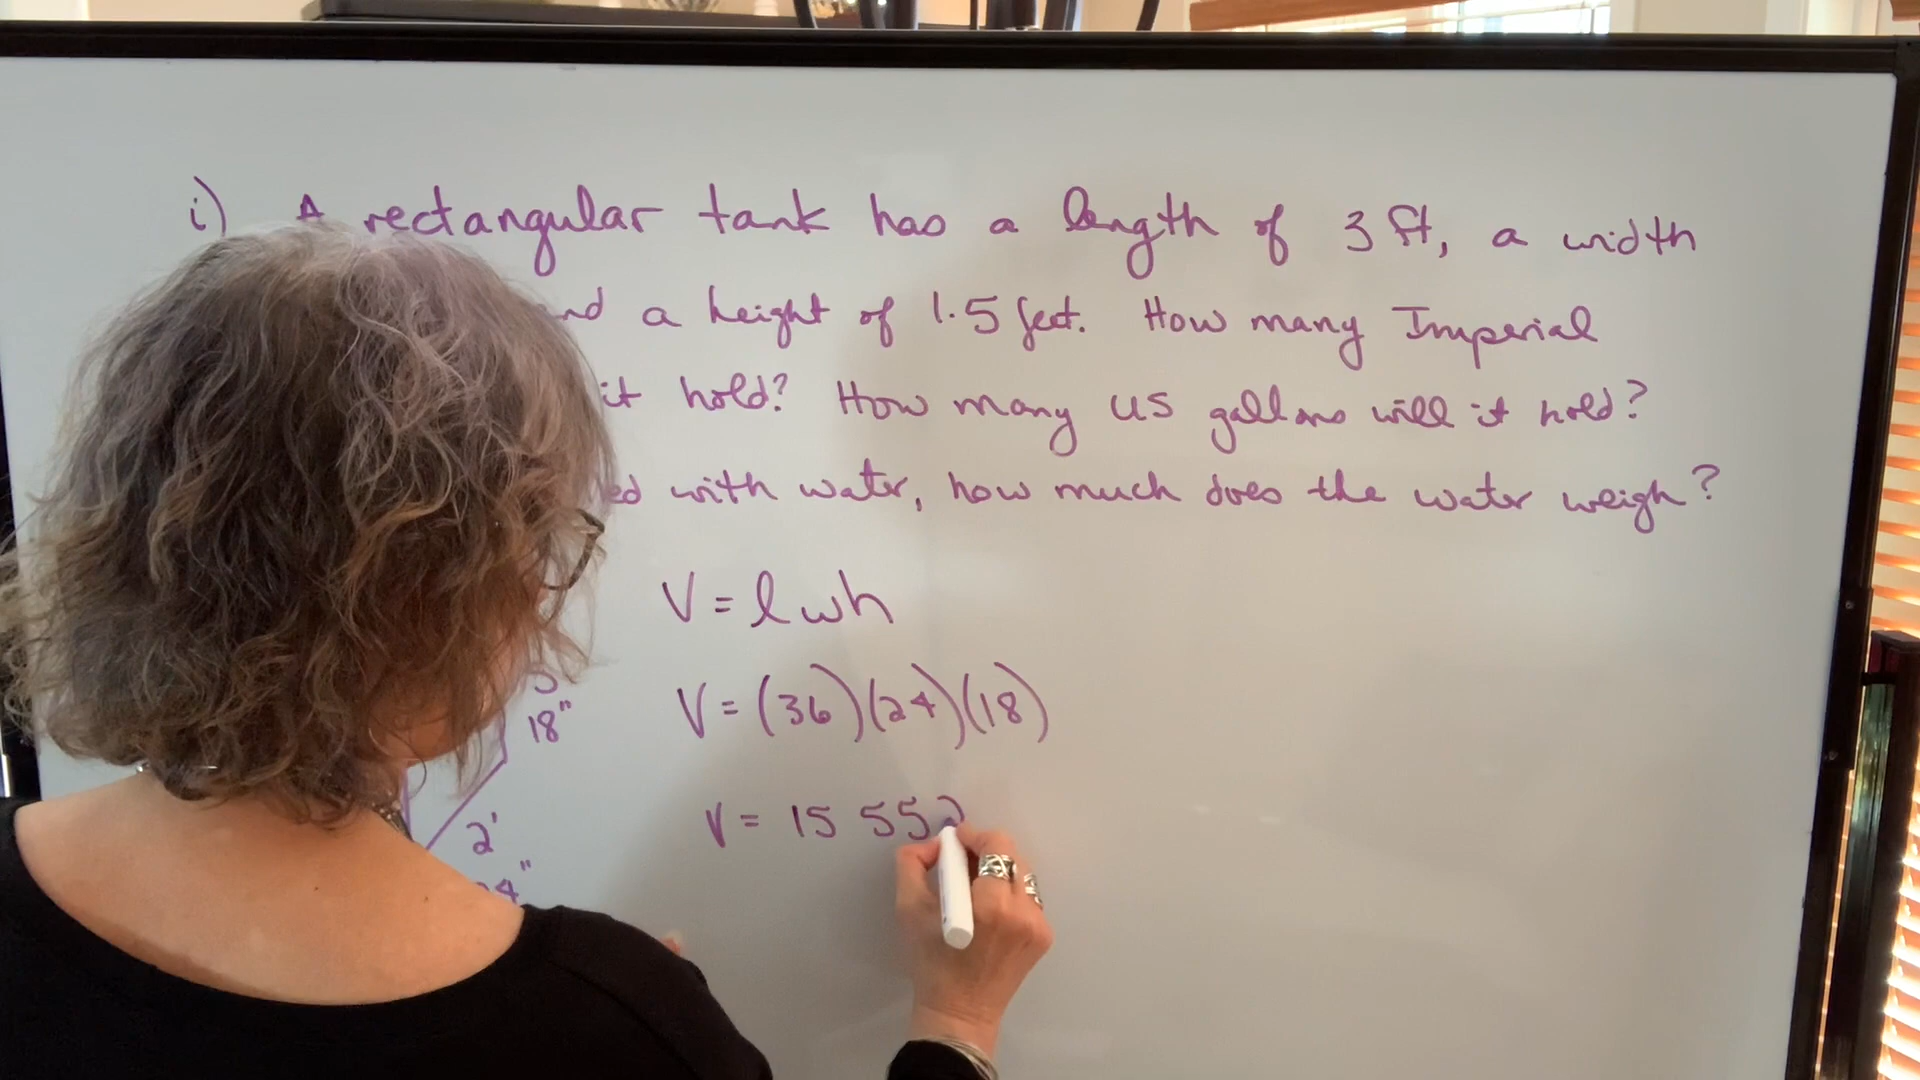 i) A rectangular tank has a length of 3 ft, a width
a height of 1.5 feet. How many Imperial
it hold? How many US gallons will it hold?
with water, how much does the water weigh?
V = lwh
18"
V = (36)(24)(18)
2'
V = 15 552